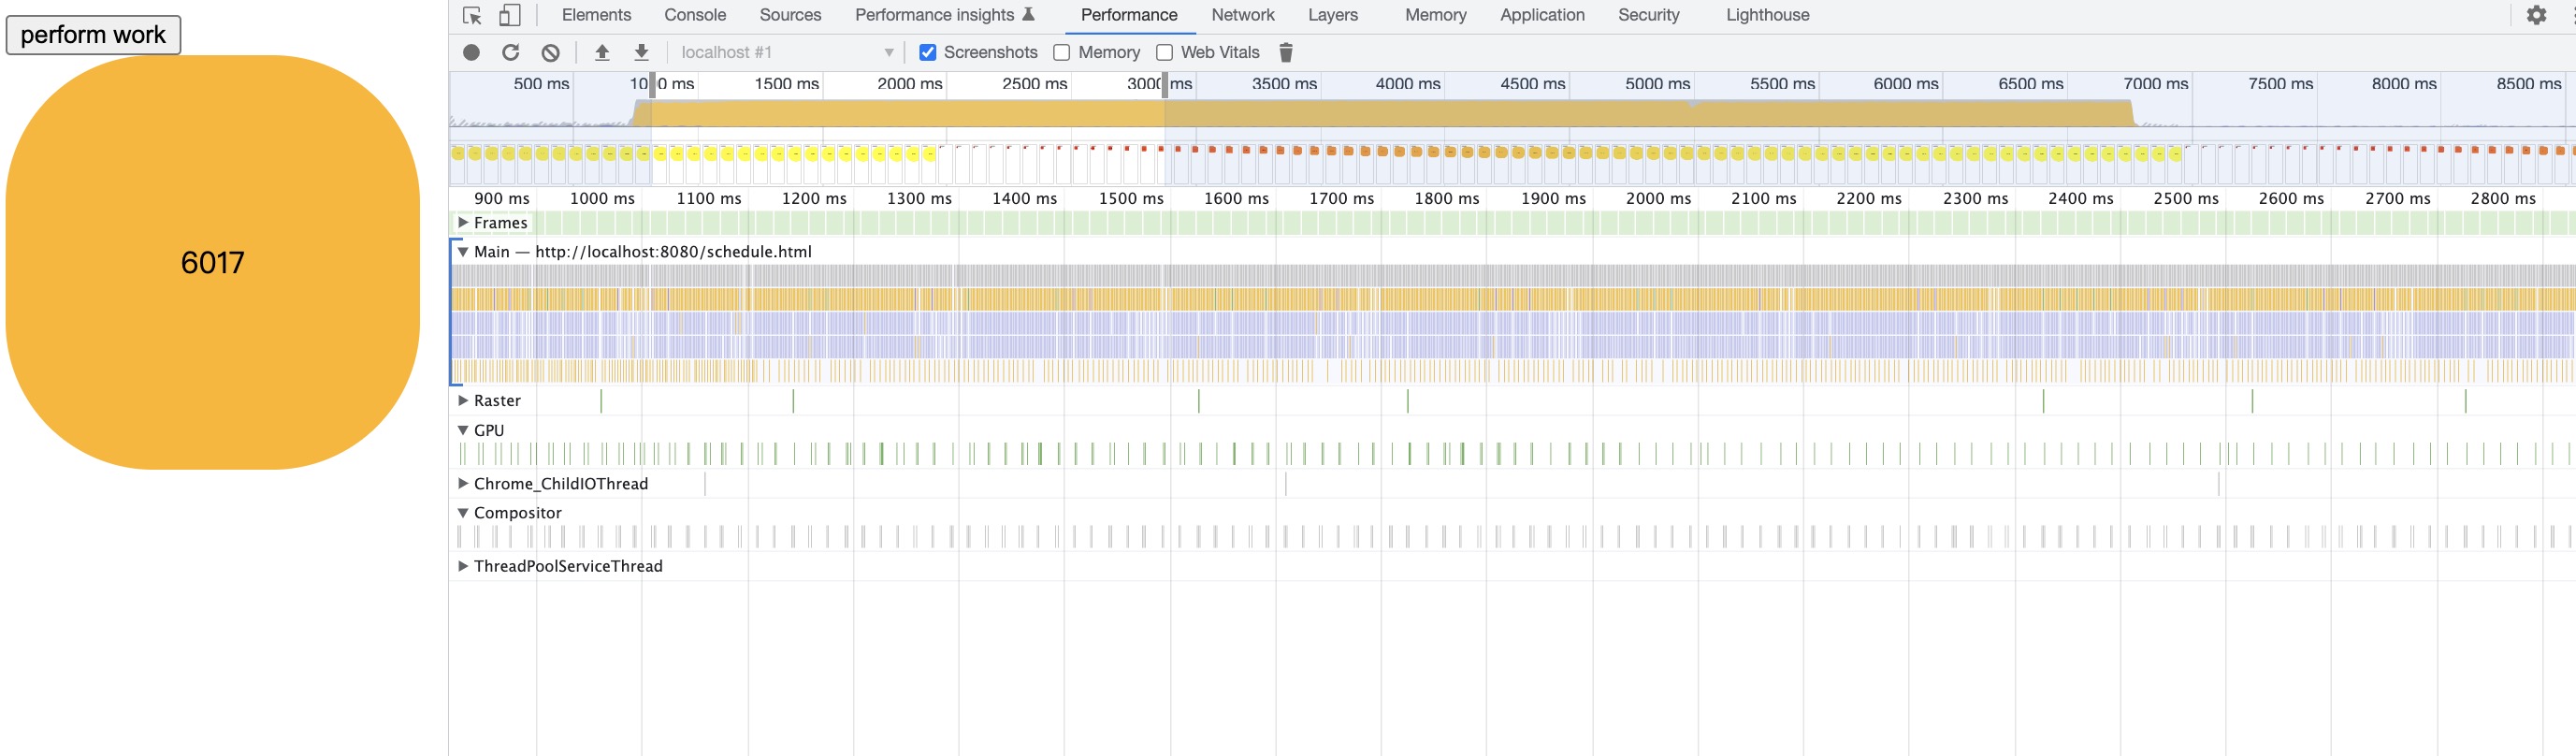 perform work
6017
Elements Console Sources Performance insights Performance Network Layers Memory Application Security Lighthouse
localhost #1 Screenshots Memory Web Vitals
500 ms 10 0 ms 1500 ms 2000 ms 2500 ms 3000 ms 3500 ms 4000 ms 4500 ms 5000 ms 5500 ms 6000 ms 6500 ms 7000 ms 7500 ms 8000 ms 8500 ms
900 ms 1000 ms 1100 ms 1200 ms 1300 ms 1400 ms 1500 ms 1600 ms 1700 ms 1800 ms 1900 ms 2000 ms 2100 ms 2200 ms 2300 ms 2400 ms 2500 ms 2600 ms 2700 ms 2800 ms
Frames
Main — http://localhost:8080/schedule.html
Raster
GPU
Chrome_ChildIOThread
Compositor
ThreadPoolServiceThread